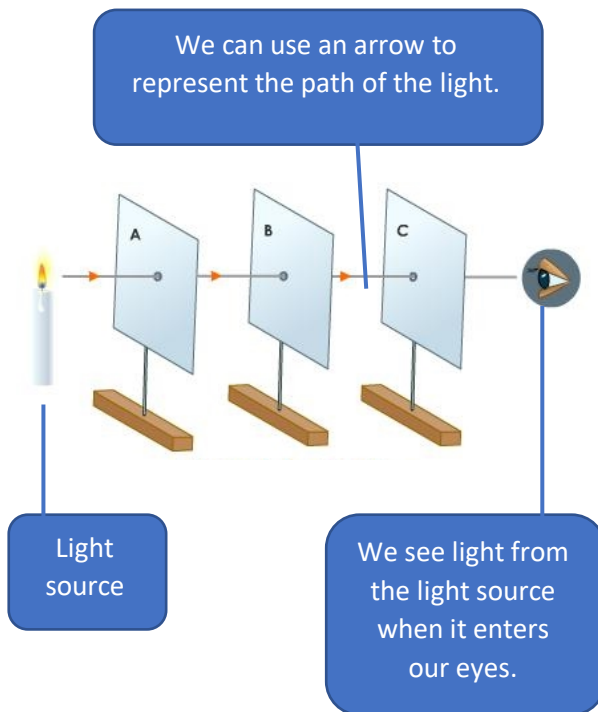 We can use an arrow to
represent the path of the light.
A
B
C
Light
source
We see light from
the light source
when it enters
our eyes.